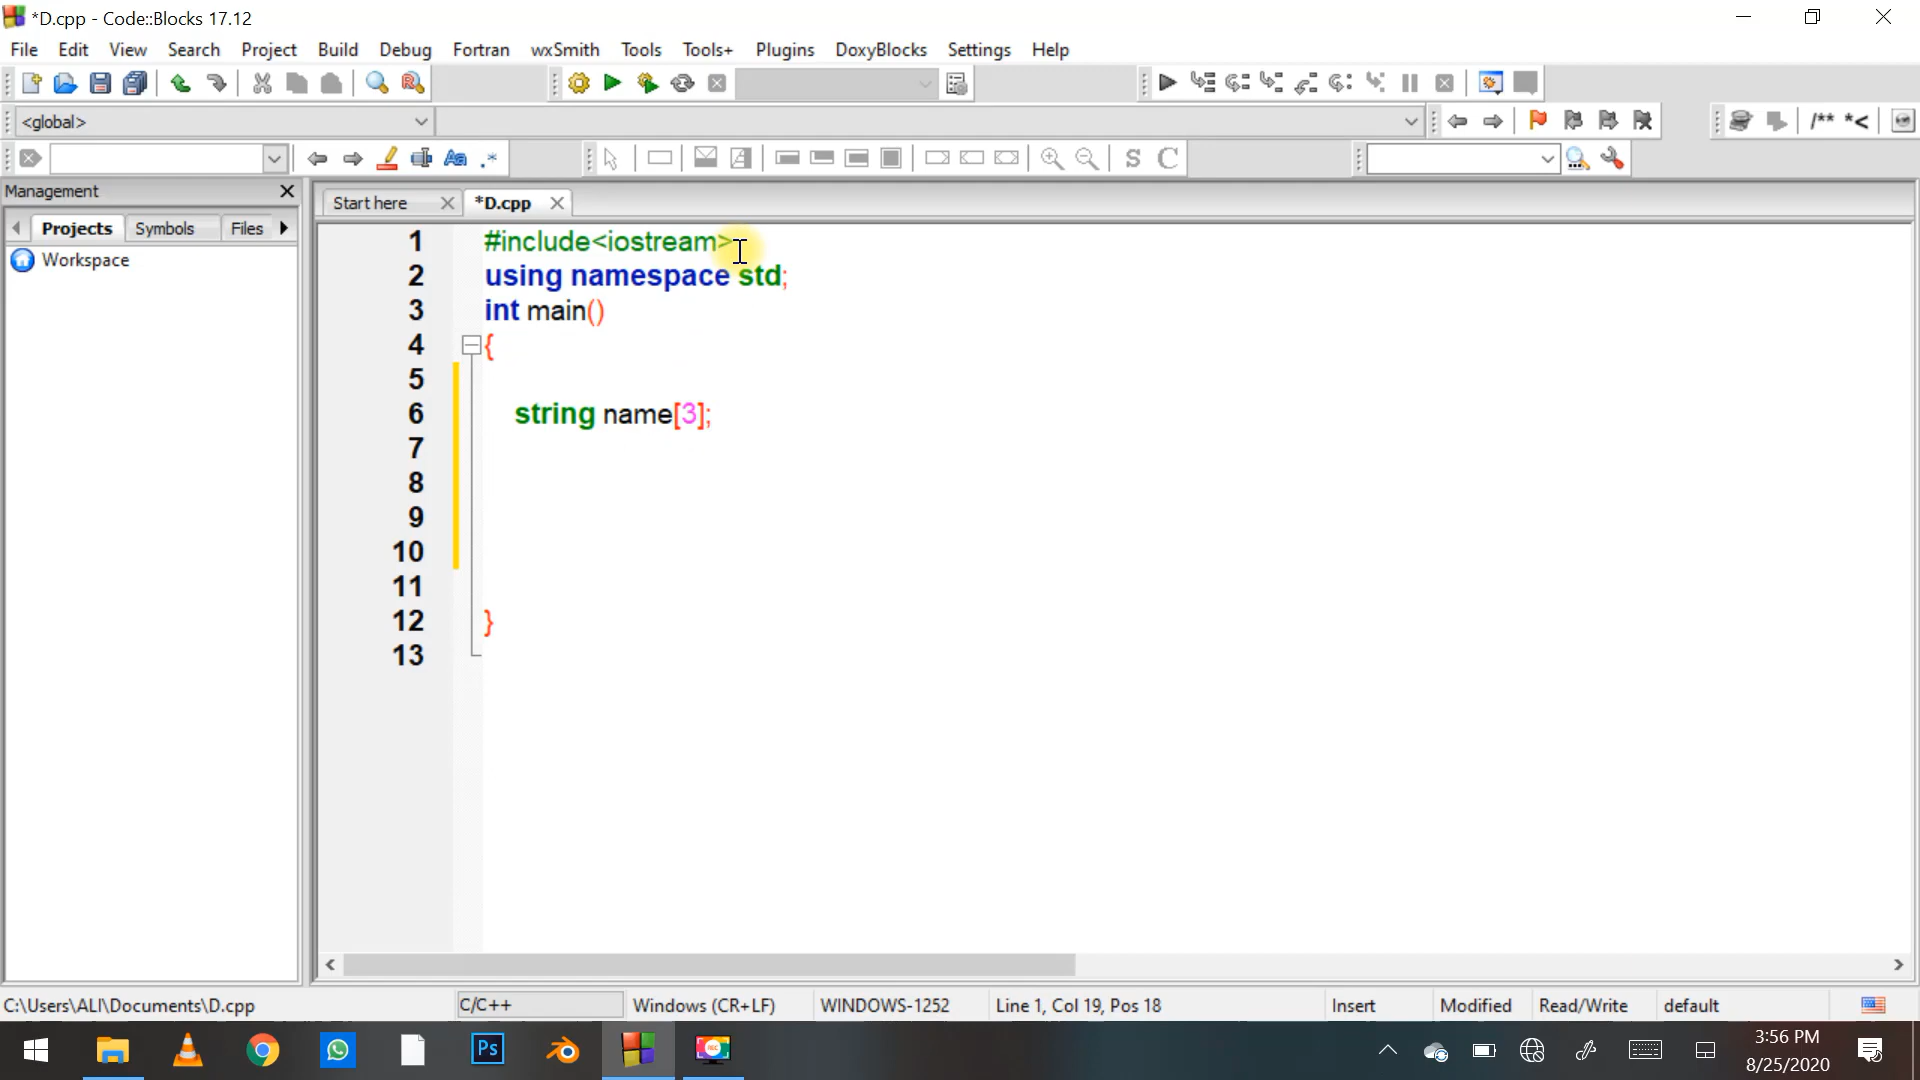 *D.cpp - Code::Blocks 17.12
File Edit View Search Project Build Debug Fortran wxSmith Tools Tools+ Plugins DoxyBlocks Settings Help
<global>
/** *<
Aa .* S C
Management
Start here *D.cpp
Projects Symbols Files
Workspace
1 #include<iostream>
2 using namespace std;
3 int main()
4 {
5
6 string name[3];
7
8
9
10
11
12 }
13
C:\Users\ALI\Documents\D.cpp C/C++ Windows (CR+LF) WINDOWS-1252 Line 1, Col 19, Pos 18 Insert Modified Read/Write default
Ps
REC
3:56 PM
8/25/2020